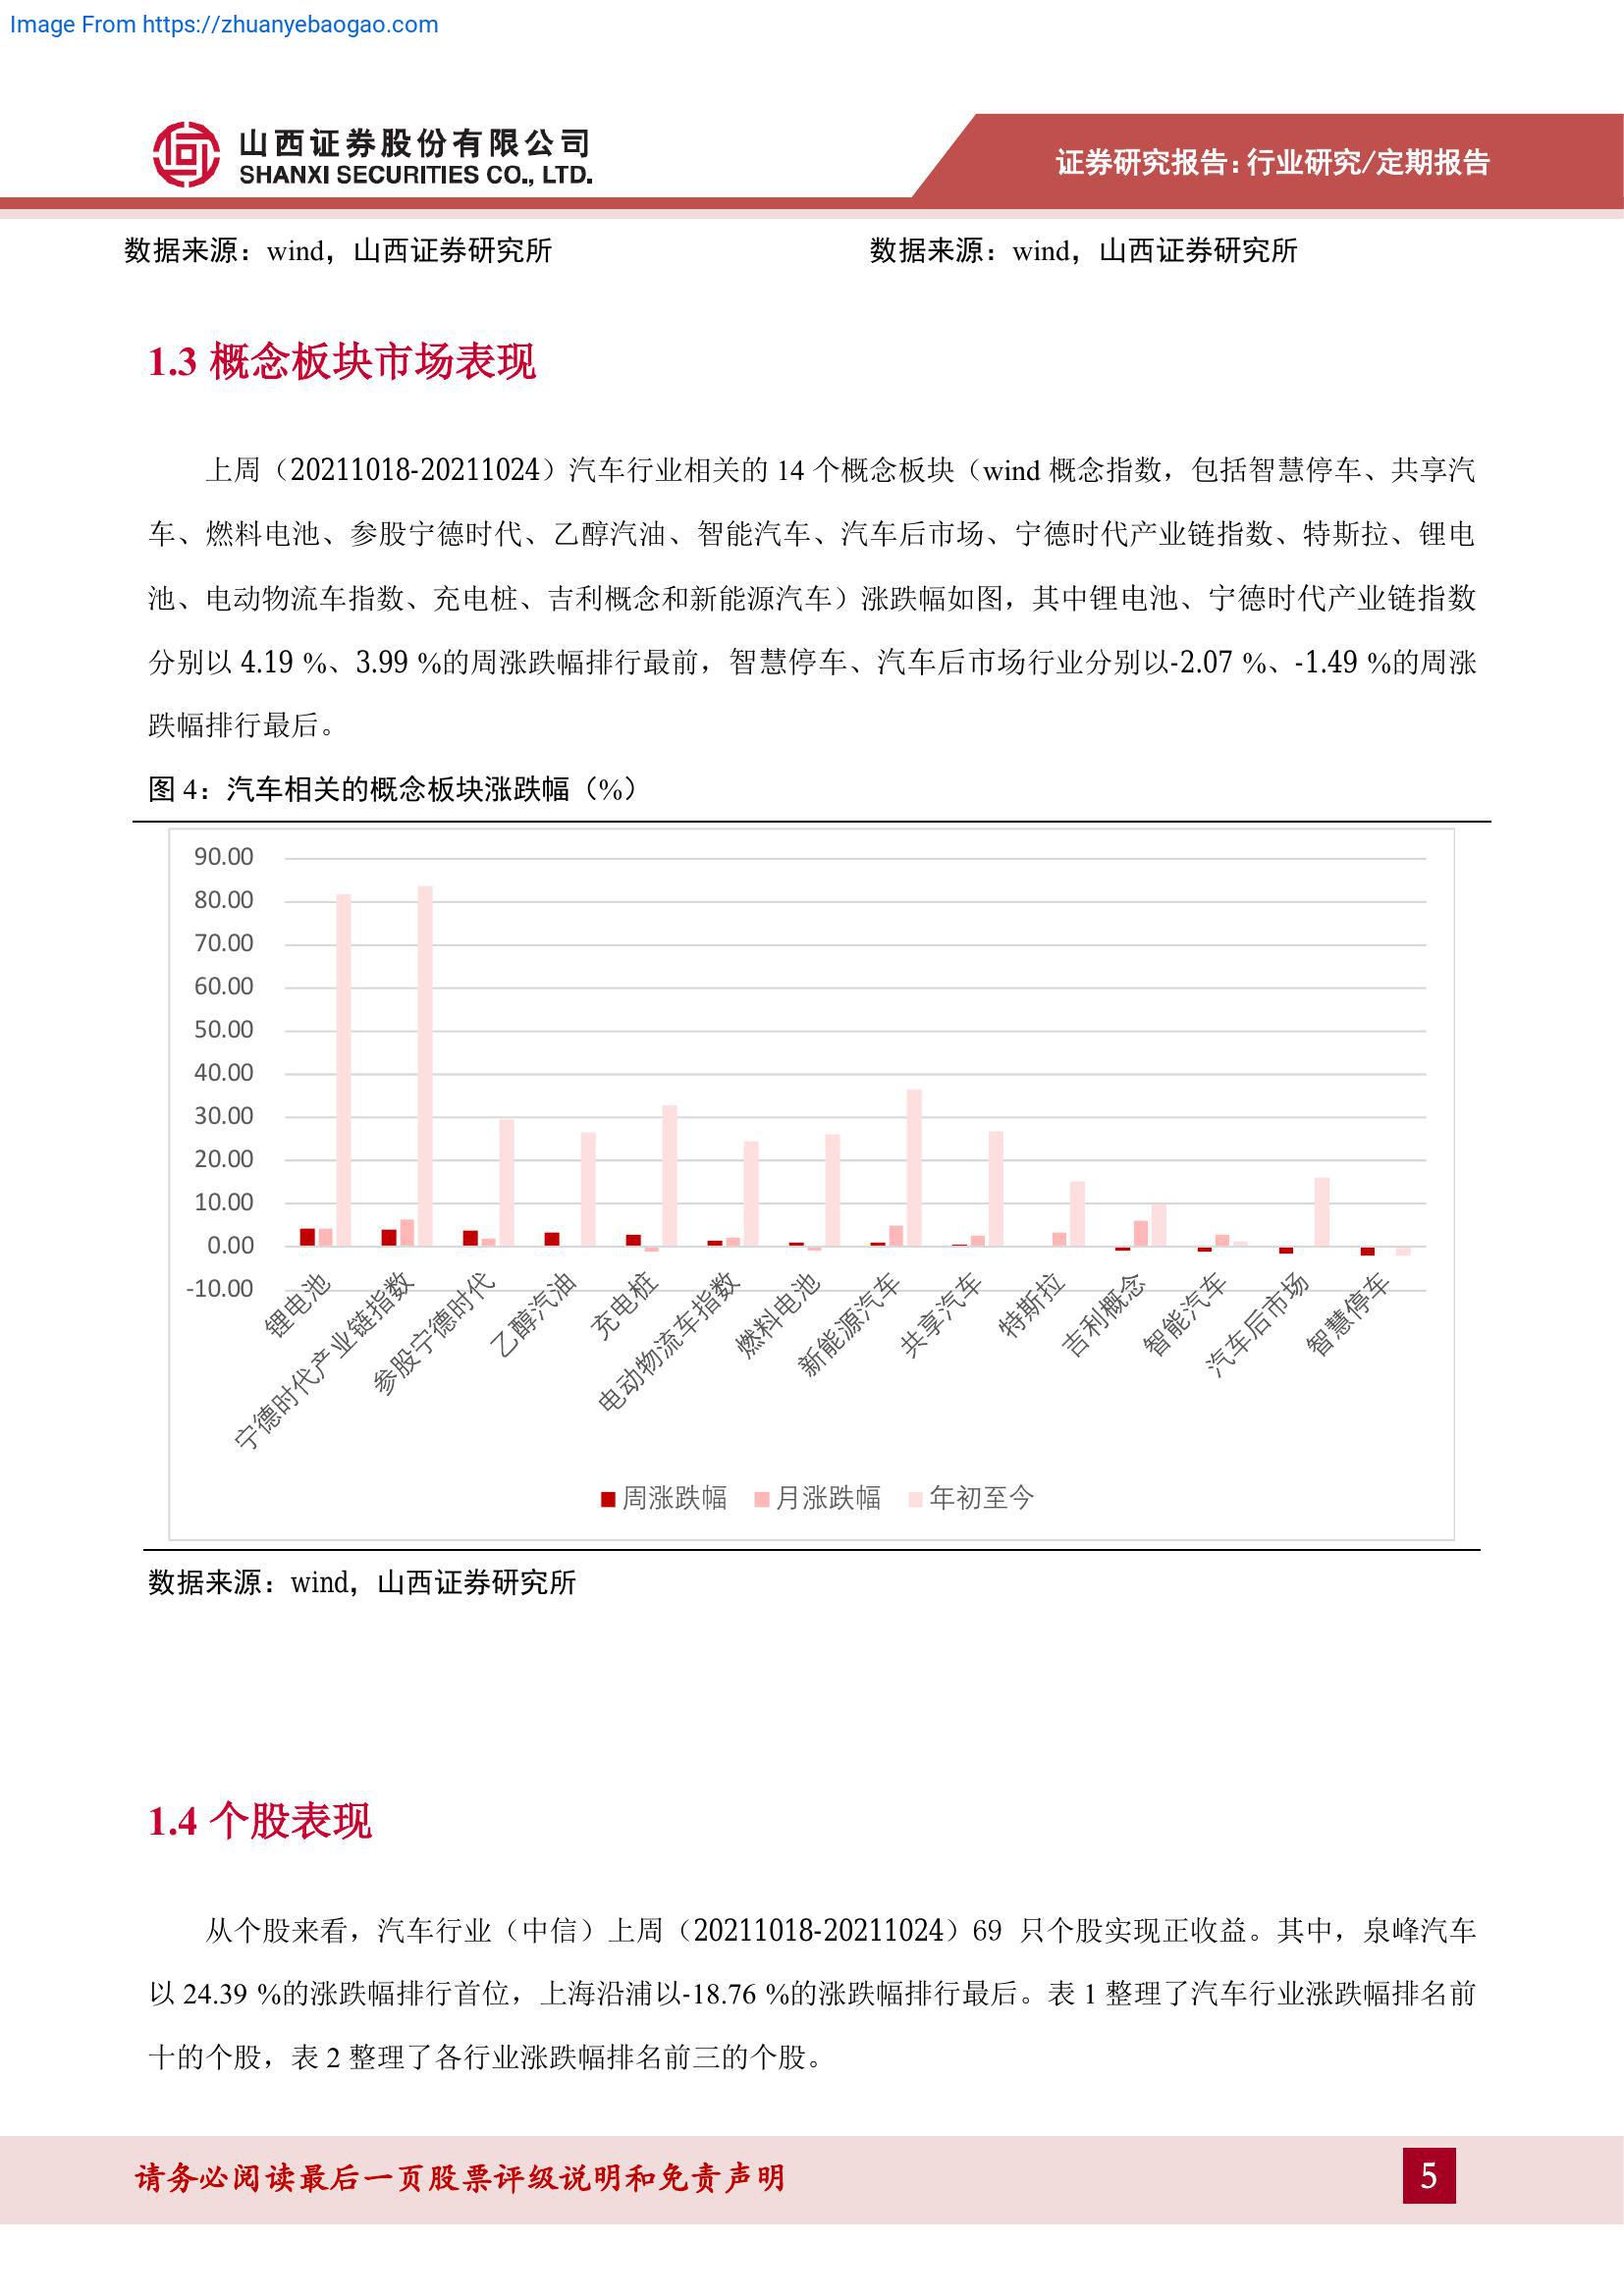 Image From https://zhuanyebaogao.com
山西证券股份有限公司
SHANXI SECURITIES CO., LTD.
证券研究报告：行业研究/定期报告
数据来源：wind，山西证券研究所
数据来源：wind，山西证券研究所
1.3 概念板块市场表现
上周（20211018-20211024）汽车行业相关的 14 个概念板块（wind 概念指数，包括智慧停车、共享汽
车、燃料电池、参股宁德时代、乙醇汽油、智能汽车、汽车后市场、宁德时代产业链指数、特斯拉、锂电
池、电动物流车指数、充电桩、吉利概念和新能源汽车）涨跌幅如图，其中锂电池、宁德时代产业链指数
分别以 4.19 %、3.99 %的周涨跌幅排行最前，智慧停车、汽车后市场行业分别以-2.07 %、-1.49 %的周涨
跌幅排行最后。
图 4：汽车相关的概念板块涨跌幅（%）
90.00
80.00
70.00
60.00
50.00
40.00
30.00
20.00
10.00
0.00
-10.00
锂电池
宁德时代产业链指数
参股宁德时代
乙醇汽油
充电桩
电动物流车指数
燃料电池
新能源汽车
共享汽车
特斯拉
吉利概念
智能汽车
汽车后市场
智慧停车
周涨跌幅 月涨跌幅 年初至今
数据来源：wind，山西证券研究所
1.4 个股表现
从个股来看，汽车行业（中信）上周（20211018-20211024）69 只个股实现正收益。其中，泉峰汽车
以 24.39 %的涨跌幅排行首位，上海沿浦以-18.76 %的涨跌幅排行最后。表 1 整理了汽车行业涨跌幅排名前
十的个股，表 2 整理了各行业涨跌幅排名前三的个股。
请务必阅读最后一页股票评级说明和免责声明
5